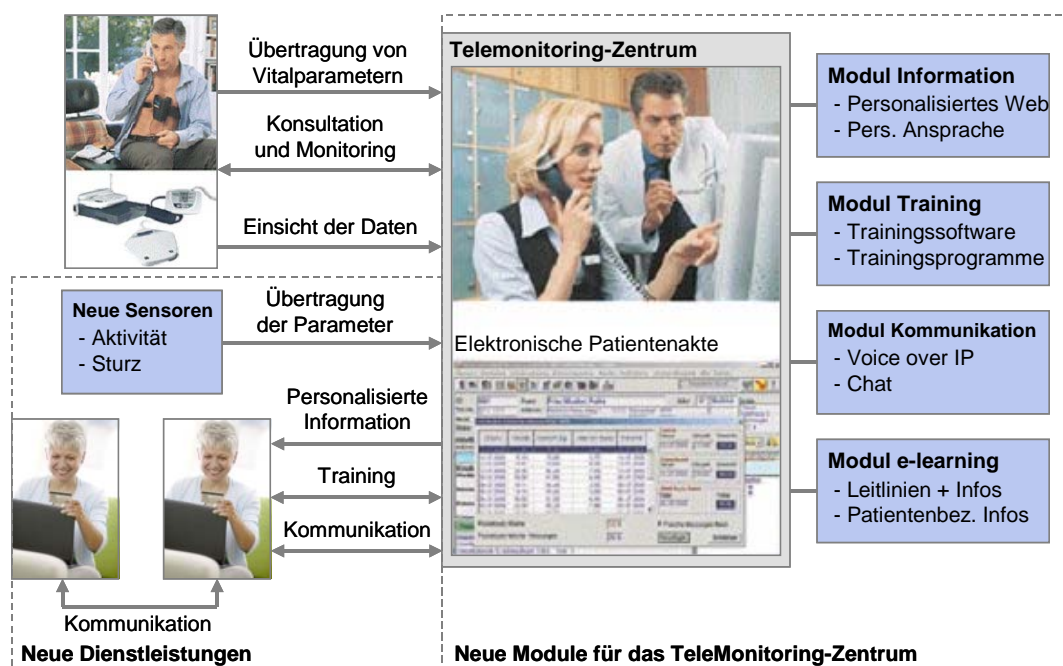 Übertragung von
Vitalparametern
Konsultation
und Monitoring
Einsicht der Daten
Neue Sensoren
- Aktivität
- Sturz
Übertragung
der Parameter
Personalisierte
Information
Training
Kommunikation
Kommunikation
Neue Dienstleistungen
Telemonitoring-Zentrum
Elektronische Patientenakte
Modul Information
- Personalisiertes Web
- Pers. Ansprache
Modul Training
- Trainingssoftware
- Trainingsprogramme
Modul Kommunikation
- Voice over IP
- Chat
Modul e-learning
- Leitlinien + Infos
- Patientenbez. Infos
Neue Module für das TeleMonitoring-Zentrum